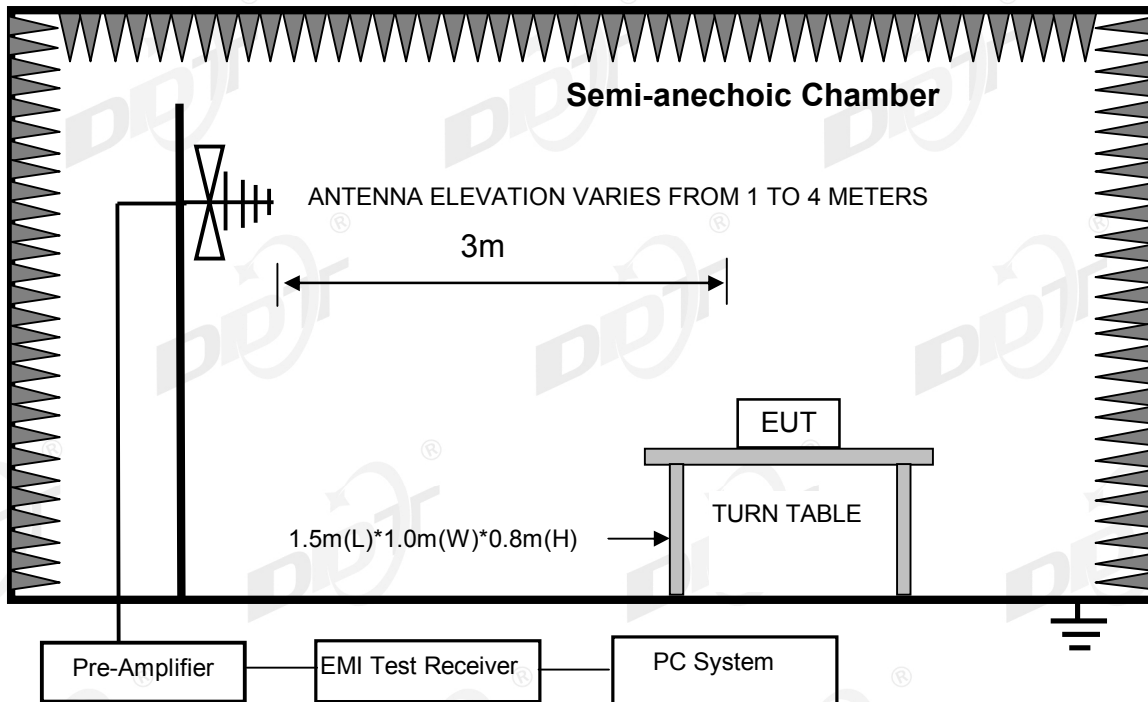 Semi-anechoic Chamber
ANTENNA ELEVATION VARIES FROM 1 TO 4 METERS
3m
EUT
TURN TABLE
1.5m(L)*1.0m(W)*0.8m(H)
Pre-Amplifier
EMI Test Receiver
PC System